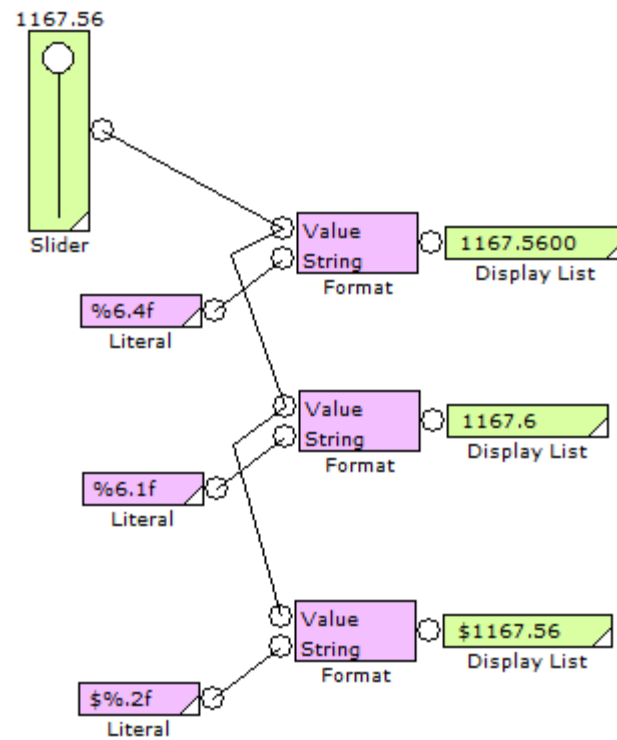 1167.56
Slider
Value
String
Format
1167.5600
Display List
%6.4f
Literal
Value
String
Format
1167.6
Display List
%6.1f
Literal
Value
String
Format
$1167.56
Display List
$%.2f
Literal